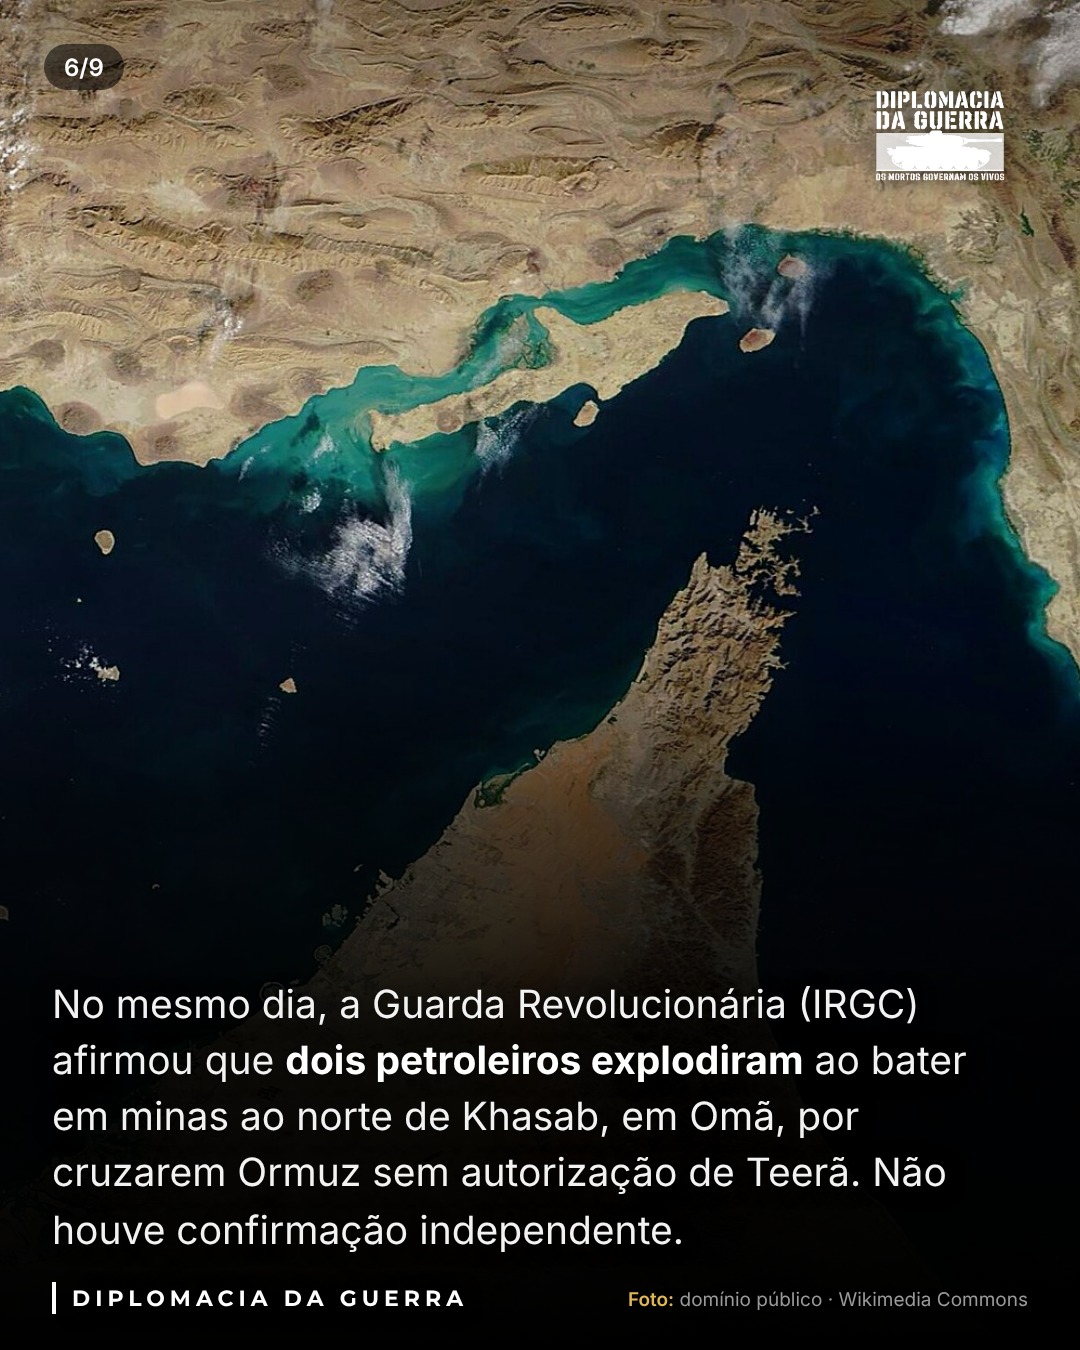 6/9
DIPLOMACIA
DA GUERRA
OS MORTOS GOVERNAM OS VIVOS
No mesmo dia, a Guarda Revolucionária (IRGC)
afirmou que dois petroleiros explodiram ao bater
em minas ao norte de Khasab, em Omã, por
cruzarem Ormuz sem autorização de Teerã. Não
houve confirmação independente.
DIPLOMACIA DA GUERRA
Foto: domínio público · Wikimedia Commons